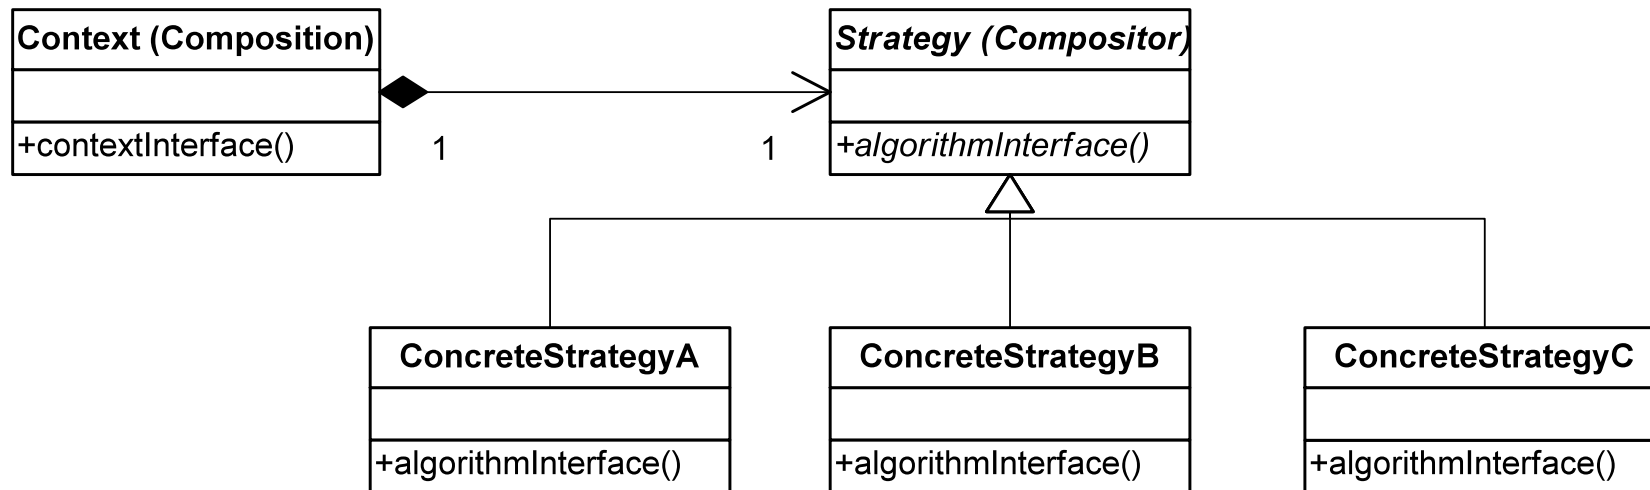 Context (Composition)
+contextInterface()
1
1
Strategy (Compositor)
+algorithmInterface()
ConcreteStrategyA
+algorithmInterface()
ConcreteStrategyB
+algorithmInterface()
ConcreteStrategyC
+algorithmInterface()